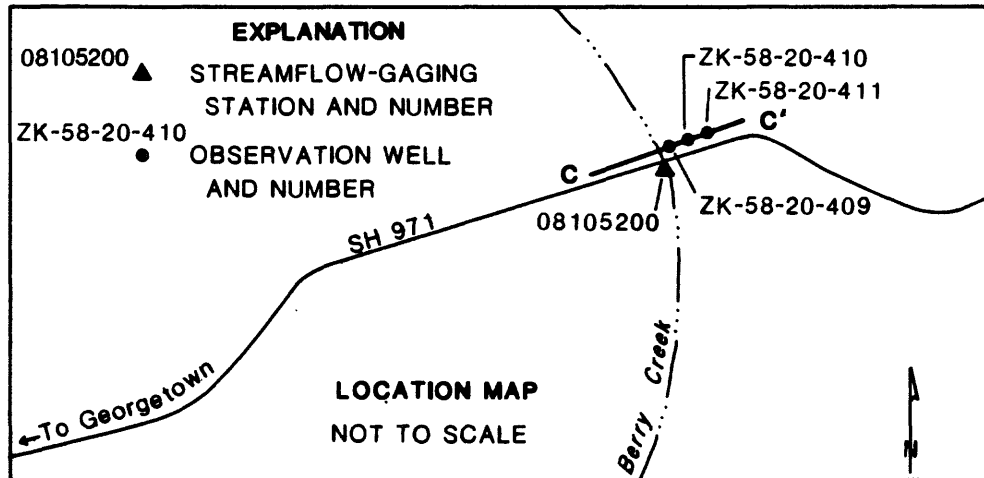 EXPLANATION
08105200
STREAMFLOW-GAGING
STATION AND NUMBER
ZK-58-20-410
OBSERVATION WELL
AND NUMBER
ZK-58-20-410
ZK-58-20-411
C'
C
ZK-58-20-409
08105200
SH 971
Berry Creek
LOCATION MAP
NOT TO SCALE
←To Georgetown
N